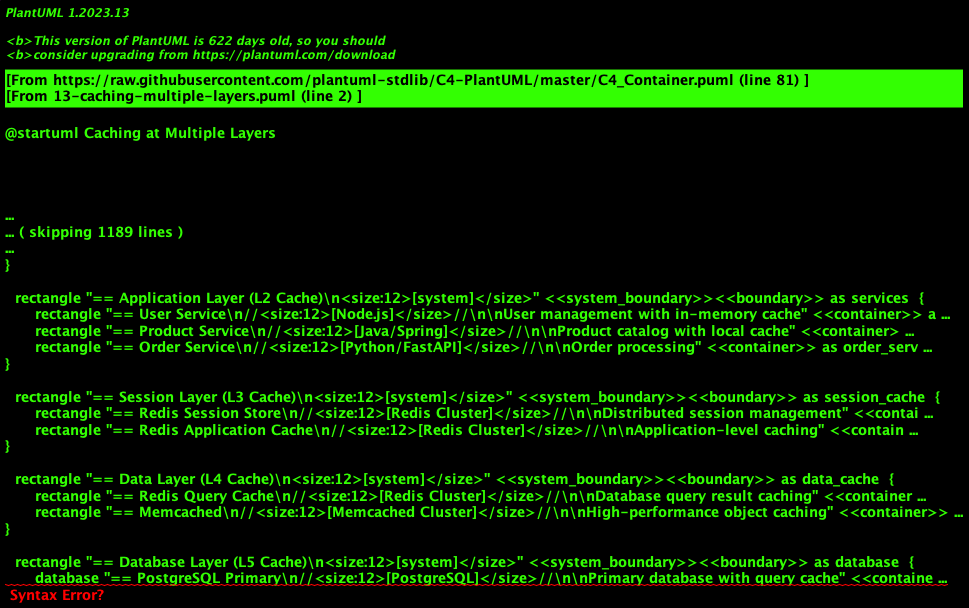 PlantUML 1.2023.13
<b>This version of PlantUML is 622 days old, so you should
<b>consider upgrading from https://plantuml.com/download
[From https://raw.githubusercontent.com/plantuml-stdlib/C4-PlantUML/master/C4_Container.puml (line 81) ]
[From 13-caching-multiple-layers.puml (line 2) ]
@startuml Caching at Multiple Layers
...
... ( skipping 1189 lines )
...
}
rectangle "== Application Layer (L2 Cache)\n<size:12>[system]</size>" <<system_boundary>><<boundary>> as services {
rectangle "== User Service\n//<size:12>[Node.js]</size>//\n\nUser management with in-memory cache" <<container>> a ...
rectangle "== Product Service\n//<size:12>[Java/Spring]</size>//\n\nProduct catalog with local cache" <<container> ...
rectangle "== Order Service\n//<size:12>[Python/FastAPI]</size>//\n\nOrder processing" <<container>> as order_serv ...
}
rectangle "== Session Layer (L3 Cache)\n<size:12>[system]</size>" <<system_boundary>><<boundary>> as session_cache {
rectangle "== Redis Session Store\n//<size:12>[Redis Cluster]</size>//\n\nDistributed session management" <<contai ...
rectangle "== Redis Application Cache\n//<size:12>[Redis Cluster]</size>//\n\nApplication-level caching" <<contain ...
}
rectangle "== Data Layer (L4 Cache)\n<size:12>[system]</size>" <<system_boundary>><<boundary>> as data_cache {
rectangle "== Redis Query Cache\n//<size:12>[Redis Cluster]</size>//\n\nDatabase query result caching" <<container ...
rectangle "== Memcached\n//<size:12>[Memcached Cluster]</size>//\n\nHigh-performance object caching" <<container>> ...
}
rectangle "== Database Layer (L5 Cache)\n<size:12>[system]</size>" <<system_boundary>><<boundary>> as database {
database "== PostgreSQL Primary\n//<size:12>[PostgreSQL]</size>//\n\nPrimary database with query cache" <<containe ...
Syntax Error?